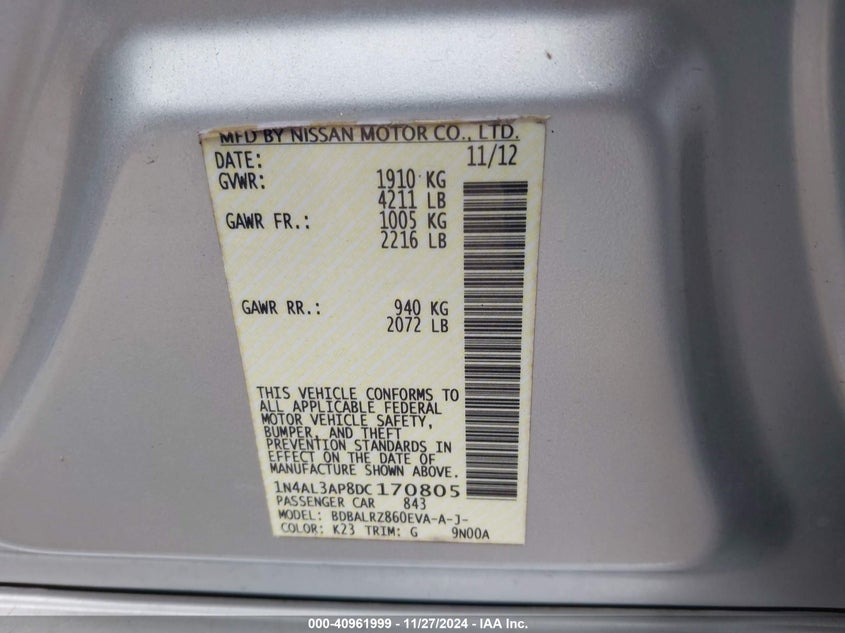 MFD BY NISSAN MOTOR CO., LTD.
DATE: 11/12
GVWR: 1910 KG
4211 LB
GAWR FR.: 1005 KG
2216 LB
GAWR RR.: 940 KG
2072 LB
THIS VEHICLE CONFORMS TO
ALL APPLICABLE FEDERAL
MOTOR VEHICLE SAFETY,
BUMPER, AND THEFT
PREVENTION STANDARDS IN
EFFECT ON THE DATE OF
MANUFACTURE SHOWN ABOVE.
1N4AL3AP8DC170805
PASSENGER CAR 843
MODEL: BDBALRZ860EVA-A-J-
COLOR: K23 TRIM: G 9N00A
000-40961999 — 11/27/2024 — IAA Inc.